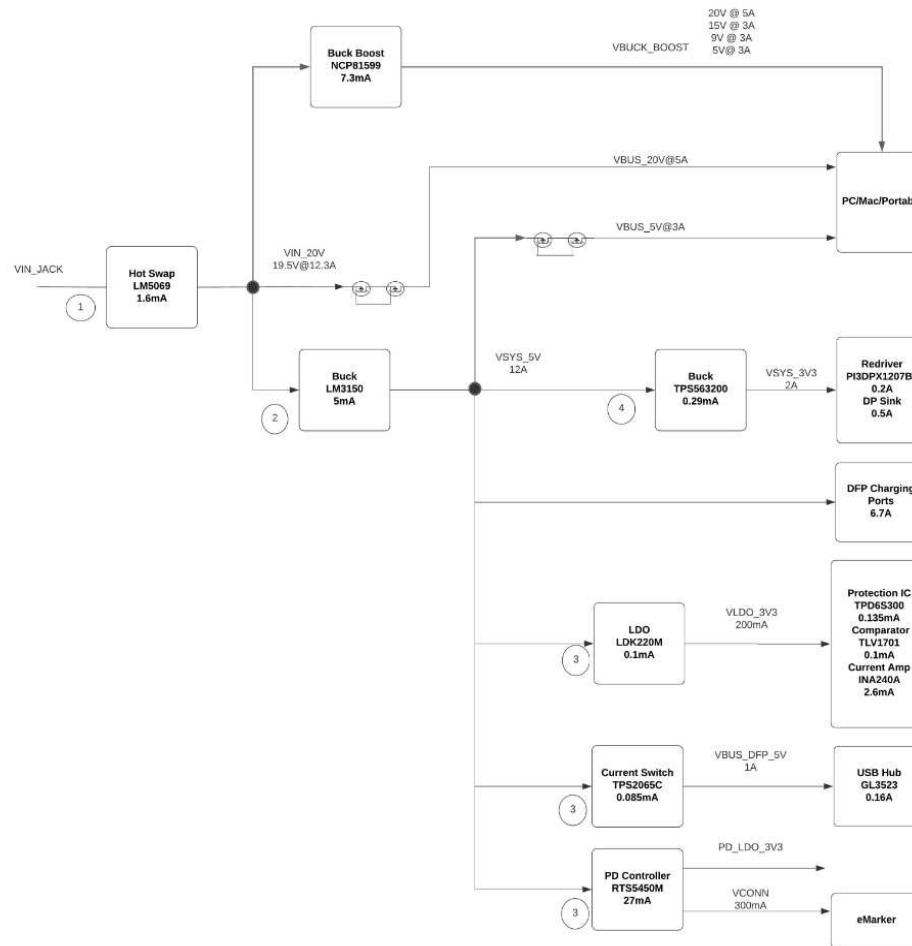 20V @ 5A
15V @ 3A
9V @ 3A
5V@ 3A
VBUCK_BOOST
Buck Boost
NCP81599
7.3mA
VBUS_20V@5A
PC/Mac/Portab
VBUS_5V@3A
VIN_20V
19.5V@12.3A
VIN_JACK
Hot Swap
LM5069
1.6mA
1
Buck
LM3150
5mA
2
VSYS_5V
12A
Buck
TPS563200
0.29mA
4
VSYS_3V3
2A
Redriver
PI3DPX1207B
0.2A
DP Sink
0.5A
DFP Charging
Ports
6.7A
LDO
LDK220M
0.1mA
3
VLDO_3V3
200mA
Protection IC
TPD6S300
0.135mA
Comparator
TLV1701
0.1mA
Current Amp
INA240A
2.6mA
Current Switch
TPS2065C
0.085mA
3
VBUS_DFP_5V
1A
USB Hub
GL3523
0.16A
PD Controller
RTS5450M
27mA
3
PD_LDO_3V3
VCONN
300mA
eMarker